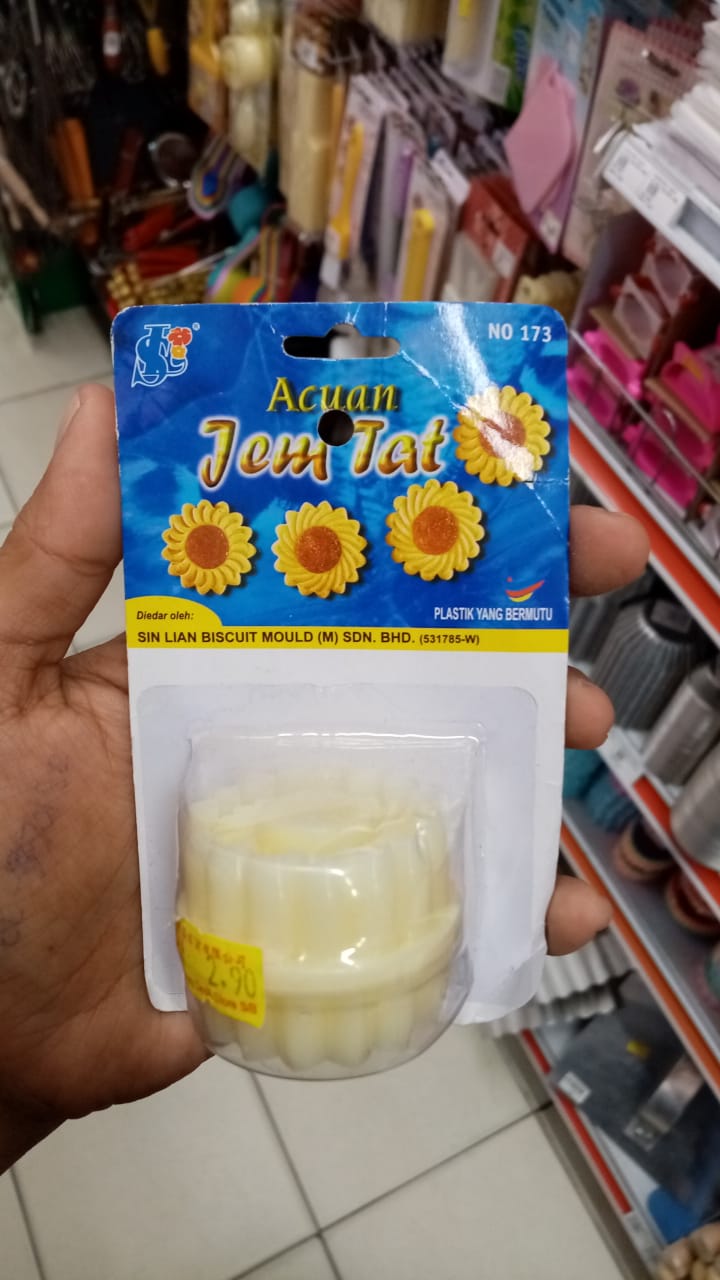 NO 173
Acuan
Jem Tat
PLASTIK YANG BERMUTU
Diedar oleh:
SIN LIAN BISCUIT MOULD (M) SDN. BHD. (531785-W)
2.90